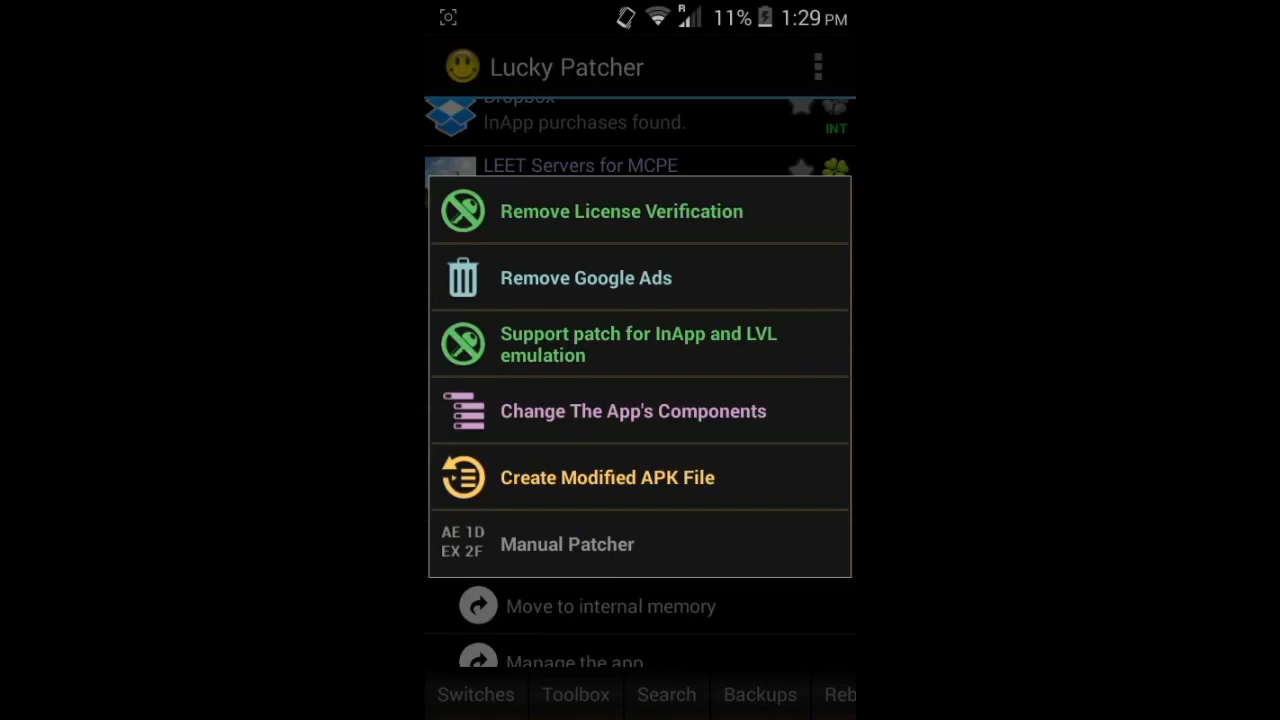 R
11% 1:29 PM
Lucky Patcher
Dropbox
InApp purchases found.
INT
LEET Servers for MCPE
Remove License Verification
Remove Google Ads
Support patch for InApp and LVL
emulation
Change The App's Components
Create Modified APK File
AE 1D
EX 2F
Manual Patcher
Move to internal memory
Manage the app
Switches Toolbox Search Backups Reb